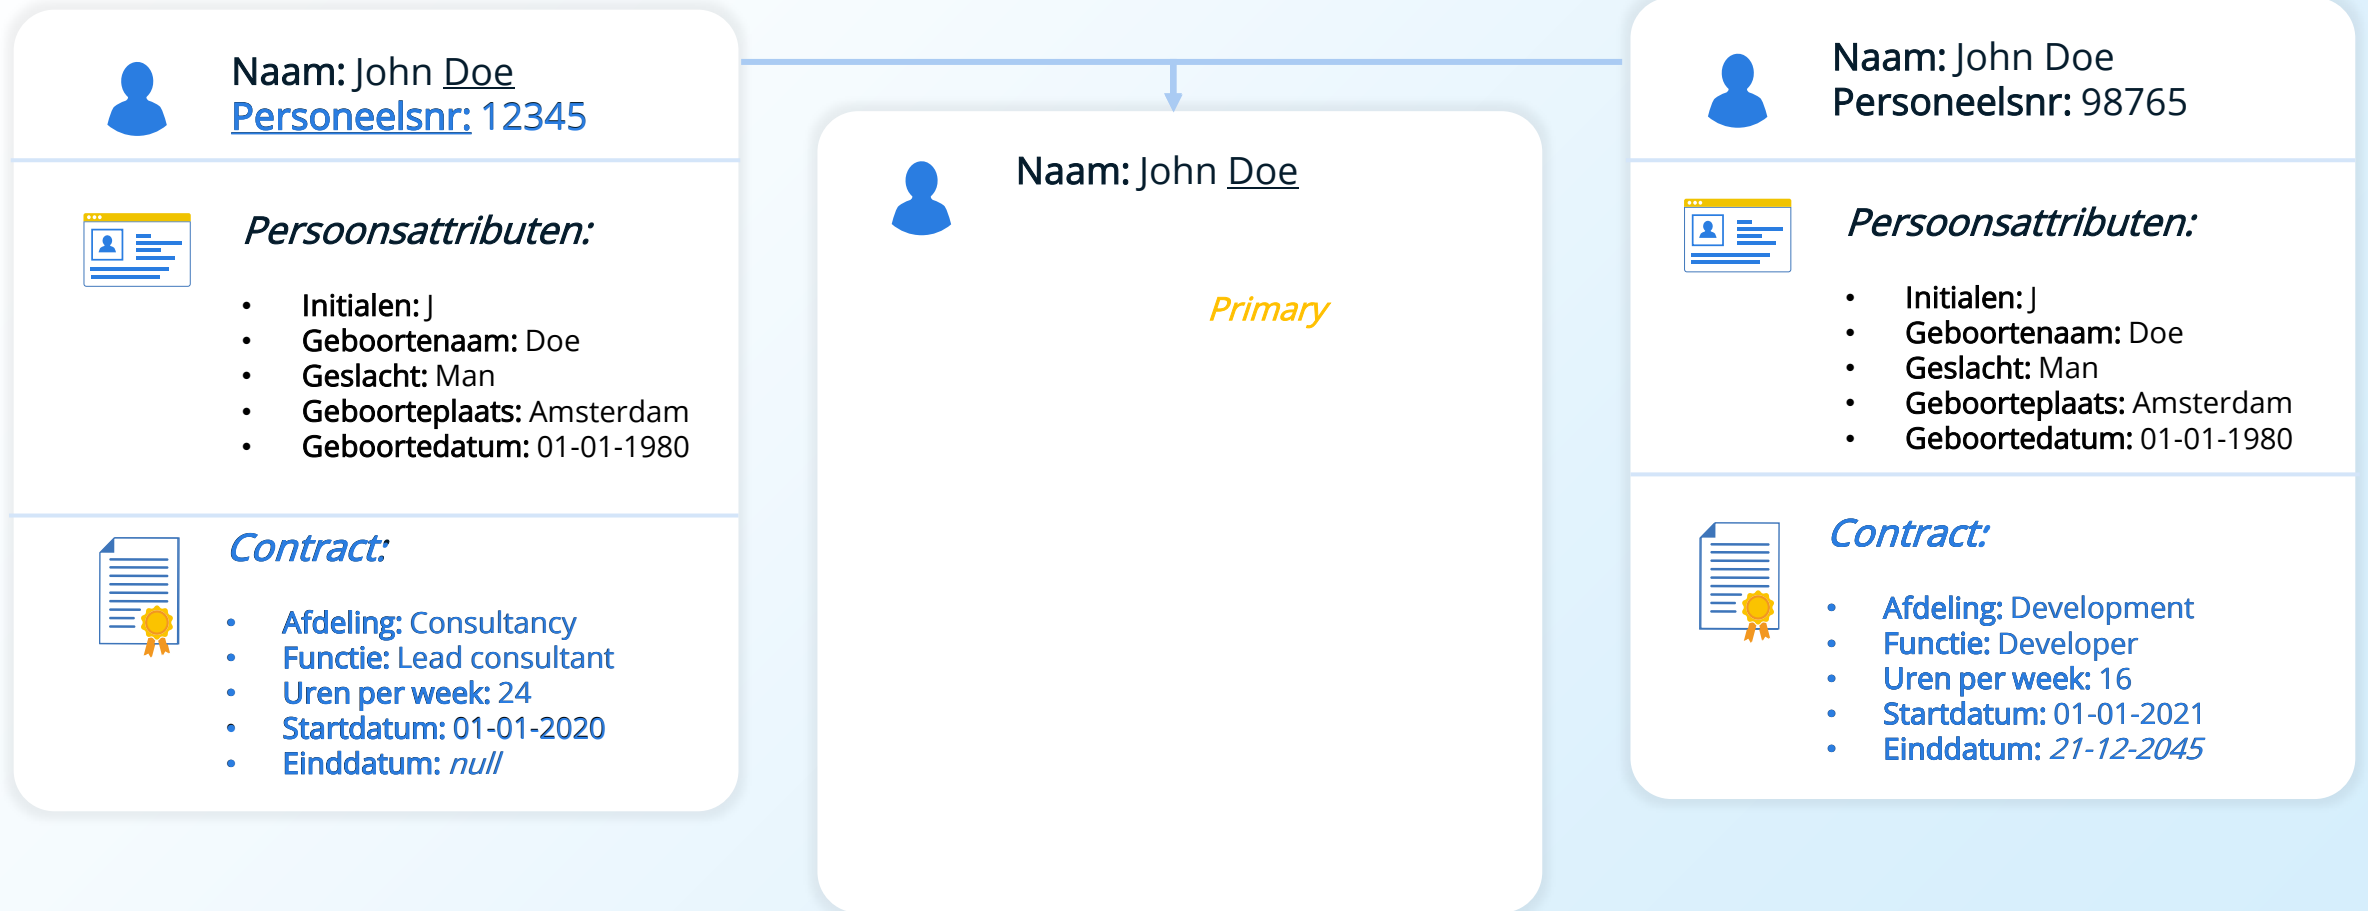 Naam: John Doe
Personeelsnr: 12345
Persoonsattributen:
• Initialen: J
• Geboortenaam: Doe
• Geslacht: Man
• Geboorteplaats: Amsterdam
• Geboortedatum: 01-01-1980
Contract:
• Afdeling: Consultancy
• Functie: Lead consultant
• Uren per week: 24
• Startdatum: 01-01-2020
• Einddatum: null
Naam: John Doe
Primary
Naam: John Doe
Personeelsnr: 98765
Persoonsattributen:
• Initialen: J
• Geboortenaam: Doe
• Geslacht: Man
• Geboorteplaats: Amsterdam
• Geboortedatum: 01-01-1980
Contract:
• Afdeling: Development
• Functie: Developer
• Uren per week: 16
• Startdatum: 01-01-2021
• Einddatum: 21-12-2045